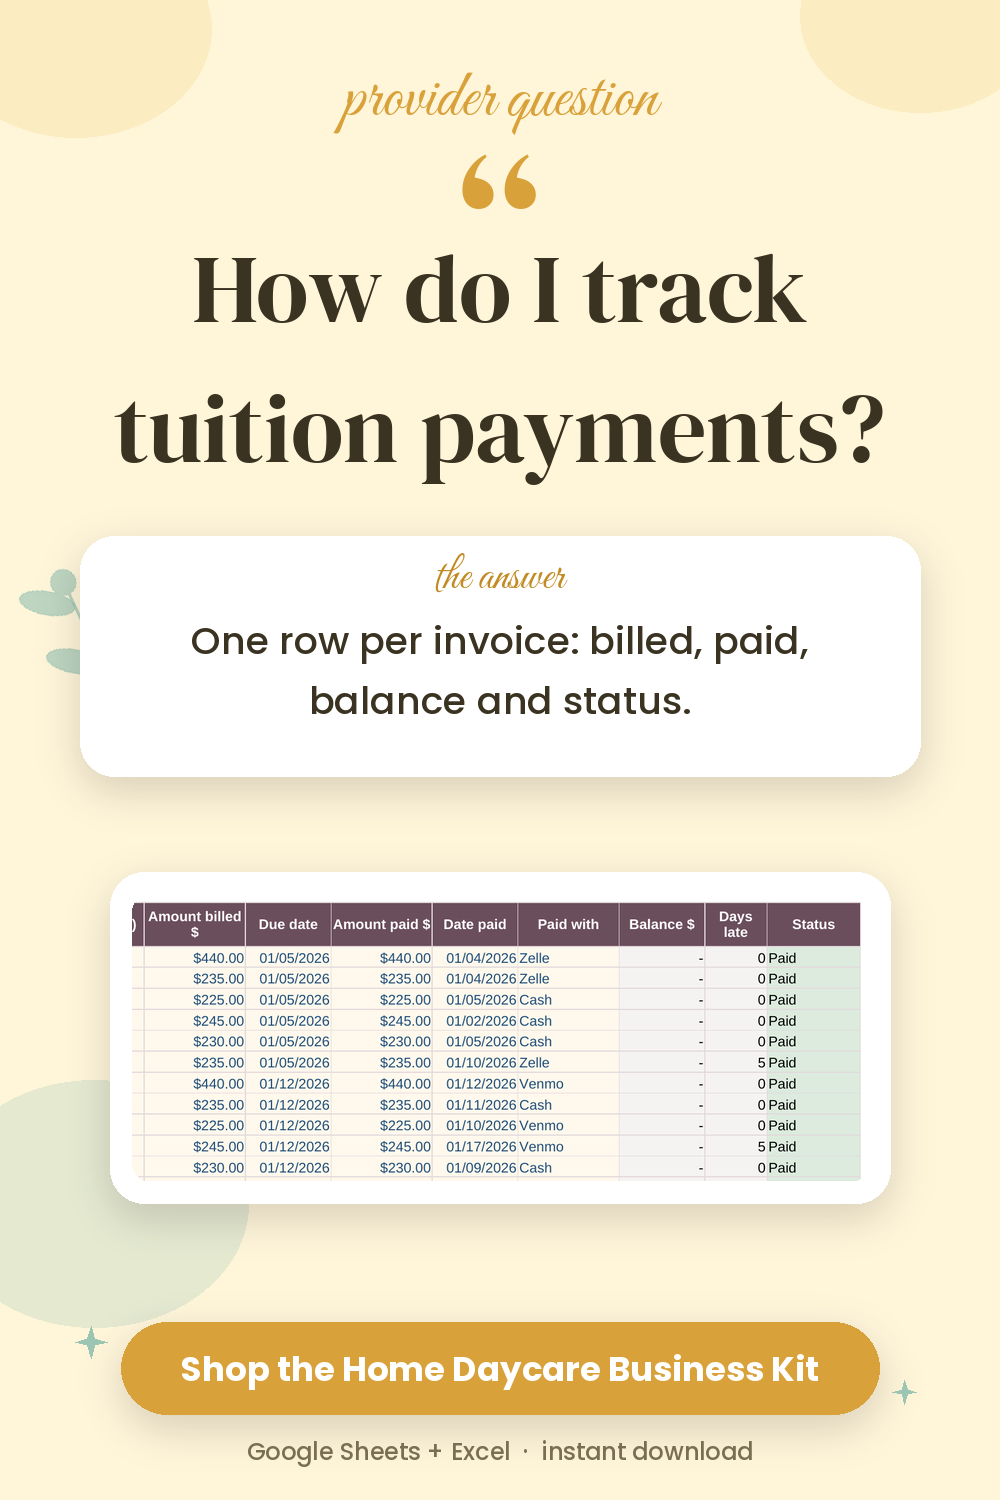 provider question
“
How do I track
tuition payments?
the answer
One row per invoice: billed, paid,
balance and status.
) Amount billed $ Due date Amount paid $ Date paid Paid with Balance $ Days late Status
$440.00 01/05/2026 $440.00 01/04/2026 Zelle - 0 Paid
$235.00 01/05/2026 $235.00 01/04/2026 Zelle - 0 Paid
$225.00 01/05/2026 $225.00 01/05/2026 Cash - 0 Paid
$245.00 01/05/2026 $245.00 01/02/2026 Cash - 0 Paid
$230.00 01/05/2026 $230.00 01/05/2026 Cash - 0 Paid
$235.00 01/05/2026 $235.00 01/10/2026 Zelle - 5 Paid
$440.00 01/12/2026 $440.00 01/12/2026 Venmo - 0 Paid
$235.00 01/12/2026 $235.00 01/11/2026 Cash - 0 Paid
$225.00 01/12/2026 $225.00 01/10/2026 Venmo - 0 Paid
$245.00 01/12/2026 $245.00 01/17/2026 Venmo - 5 Paid
$230.00 01/12/2026 $230.00 01/09/2026 Cash - 0 Paid
Shop the Home Daycare Business Kit
Google Sheets + Excel · instant download